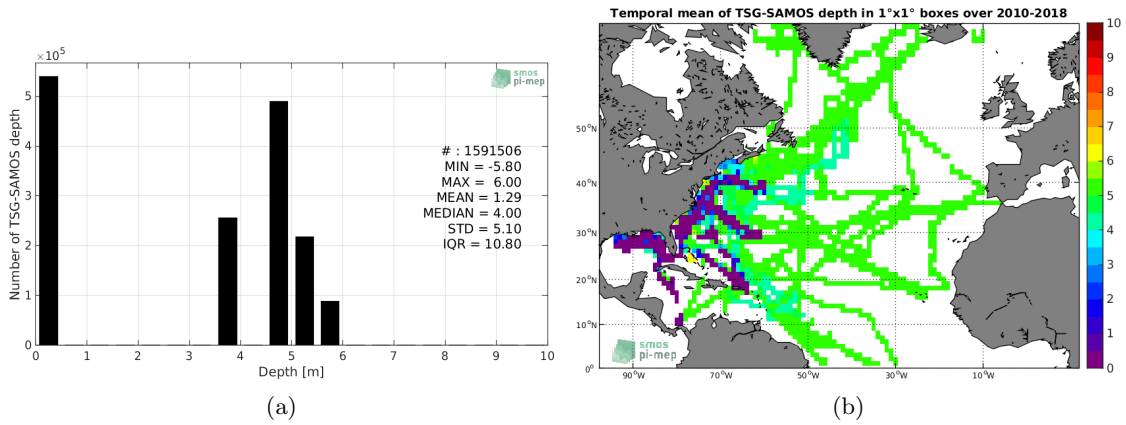 ×10⁵
5
4
3
2
1
0
Number of TSG-SAMOS depth
smos
pi-mep
# : 1591506
MIN = -5.80
MAX = 6.00
MEAN = 1.29
MEDIAN = 4.00
STD = 5.10
IQR = 10.80
0 1 2 3 4 5 6 7 8 9 10
Depth [m]
(a)
Temporal mean of TSG-SAMOS depth in 1°x1° boxes over 2010-2018
50°N
40°N
30°N
20°N
10°N
0°
90°W 70°W 50°W 30°W 10°W
smos
pi-mep
10
9
8
7
6
5
4
3
2
1
0
(b)